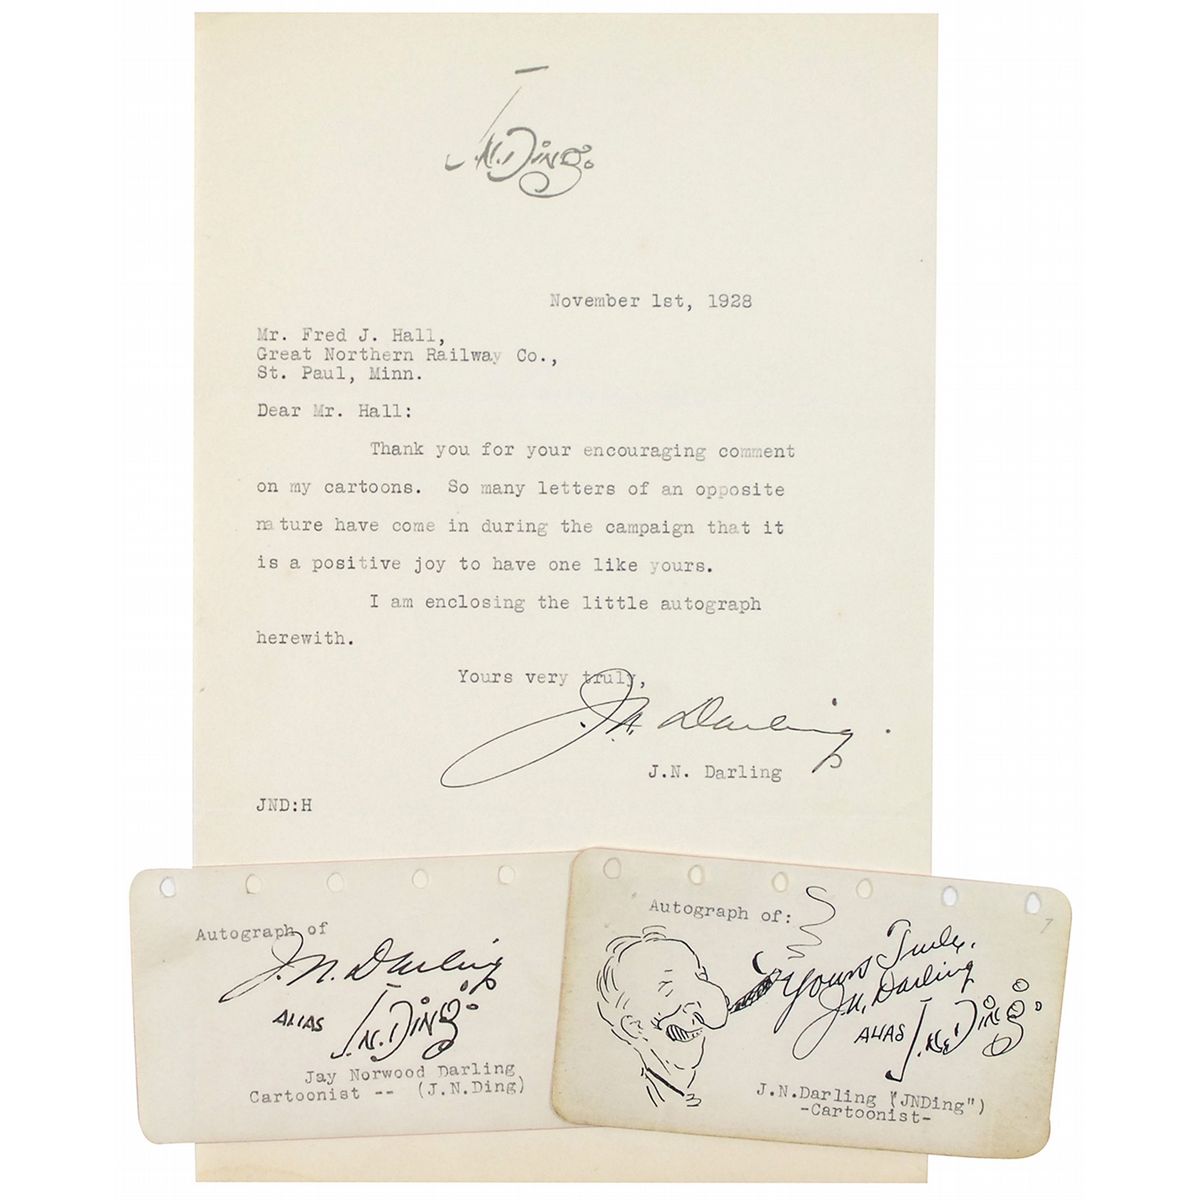 J.N.Ding.
November 1st, 1928
Mr. Fred J. Hall,
Great Northern Railway Co.,
St. Paul, Minn.
Dear Mr. Hall:
Thank you for your encouraging comment
on my cartoons. So many letters of an opposite
nature have come in during the campaign that it
is a positive joy to have one like yours.
I am enclosing the little autograph
herewith.
Yours very truly,
J.N. Darling.
J.N. Darling
JND:H
Autograph of
J.N. Darling
ALIAS J.N.Ding.
Jay Norwood Darling
Cartoonist -- (J.N.Ding)
Autograph of:
7
Yours Truly,
J.N. Darling
ALIAS J.N.Ding.
J.N.Darling ("JNDing")
-Cartoonist-